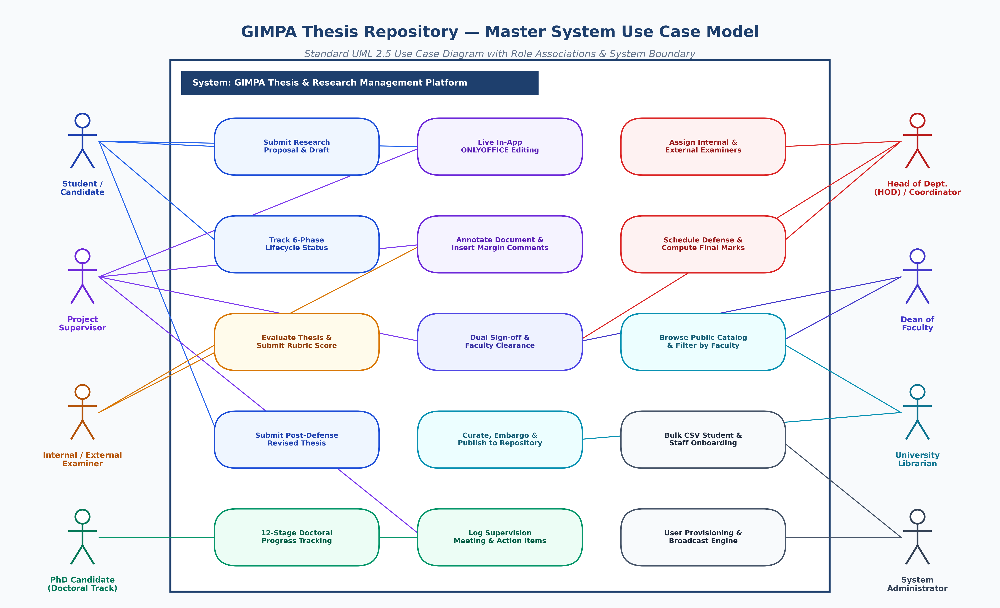 GIMPA Thesis Repository — Master System Use Case Model
Standard UML 2.5 Use Case Diagram with Role Associations & System Boundary
System: GIMPA Thesis & Research Management Platform
Student /
Candidate
Project
Supervisor
Internal / External
Examiner
PhD Candidate
(Doctoral Track)
Submit Research
Proposal & Draft
Live In-App
ONLYOFFICE Editing
Assign Internal &
External Examiners
Track 6-Phase
Lifecycle Status
Annotate Document &
Insert Margin Comments
Schedule Defense &
Compute Final Marks
Evaluate Thesis &
Submit Rubric Score
Dual Sign-off &
Faculty Clearance
Browse Public Catalog
& Filter by Faculty
Submit Post-Defense
Revised Thesis
Curate, Embargo &
Publish to Repository
Bulk CSV Student &
Staff Onboarding
12-Stage Doctoral
Progress Tracking
Log Supervision
Meeting & Action Items
User Provisioning &
Broadcast Engine
Head of Dept.
(HOD) / Coordinator
Dean of
Faculty
University
Librarian
System
Administrator